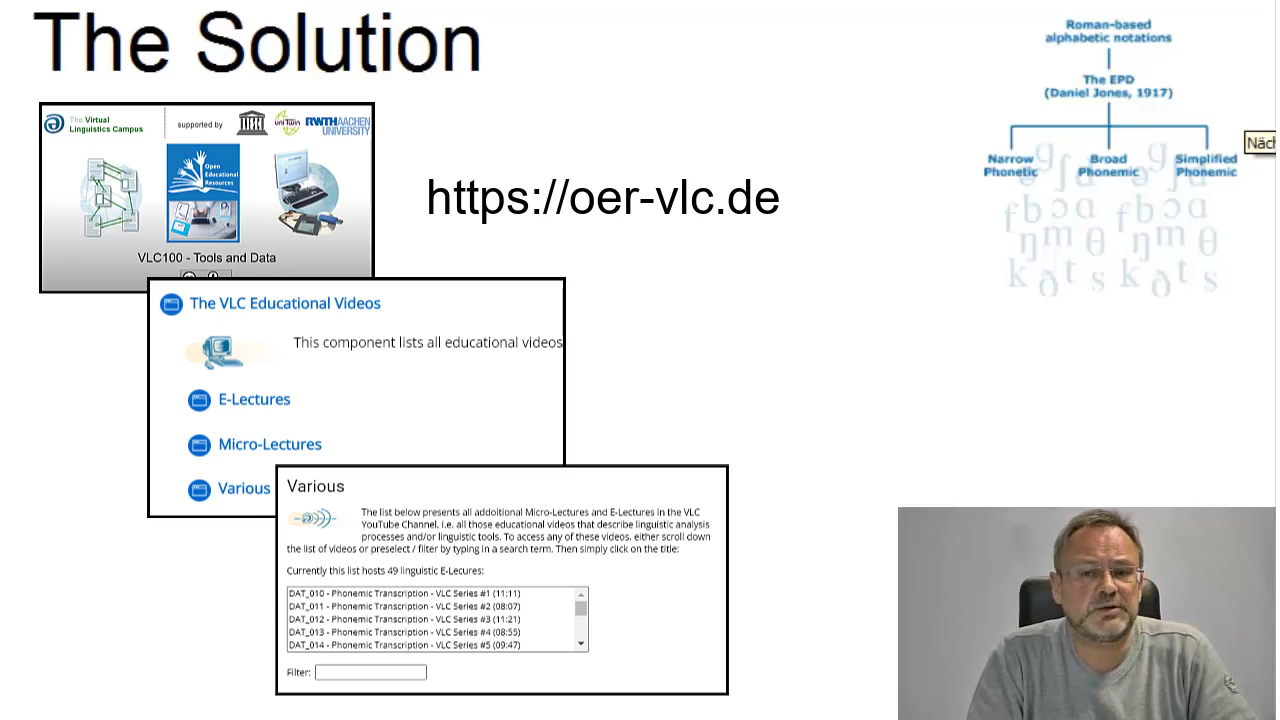 The Solution
The Virtual
Linguistics Campus
supported by
uni twin
RWTH AACHEN
UNIVERSITY
Open
Educational
Resources
VLC100 - Tools and Data
https://oer-vlc.de
Roman-based
alphabetic notations
The EPD
(Daniel Jones, 1917)
Narrow
Phonetic
Broad
Phonemic
Simplified
Phonemic
Näc
g ʃ g ʃ
f b ɔ ɑ f b ɔ ɑ
ŋ m θ ŋ m θ
k ð t s k ð t s
The VLC Educational Videos
This component lists all educational videos
E-Lectures
Micro-Lectures
Various
Various
The list below presents all addoitional Micro-Lectures and E-Lectures in the VLC
YouTube Channel, i.e. all those educational videos that describe linguistic analysis
processes and/or linguistic tools. To access any of these videos, either scroll down
the list of videos or preselect / filter by typing in a search term. Then simply click on the title:
Currently this list hosts 49 linguistic E-Lecures:
DAT_010 - Phonemic Transcription - VLC Series #1 (11:11)
DAT_011 - Phonemic Transcription - VLC Series #2 (08:07)
DAT_012 - Phonemic Transcription - VLC Series #3 (11:21)
DAT_013 - Phonemic Transcription - VLC Series #4 (08:55)
DAT_014 - Phonemic Transcription - VLC Series #5 (09:47)
Filter: